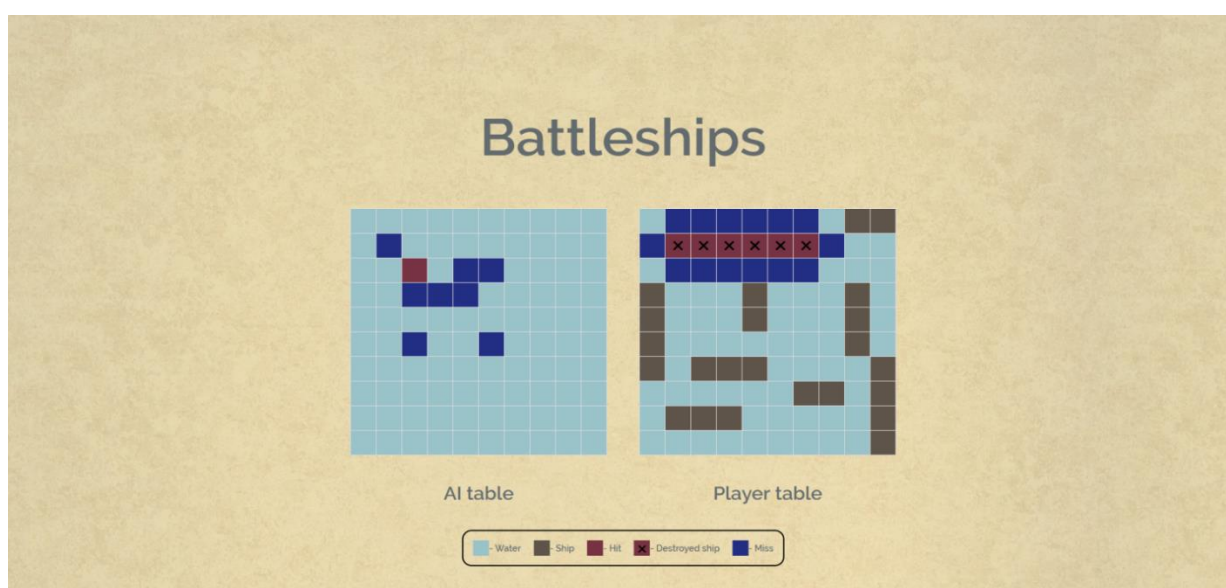 Battleships
AI table
Player table
- Water - Ship - Hit - Destroyed ship - Miss